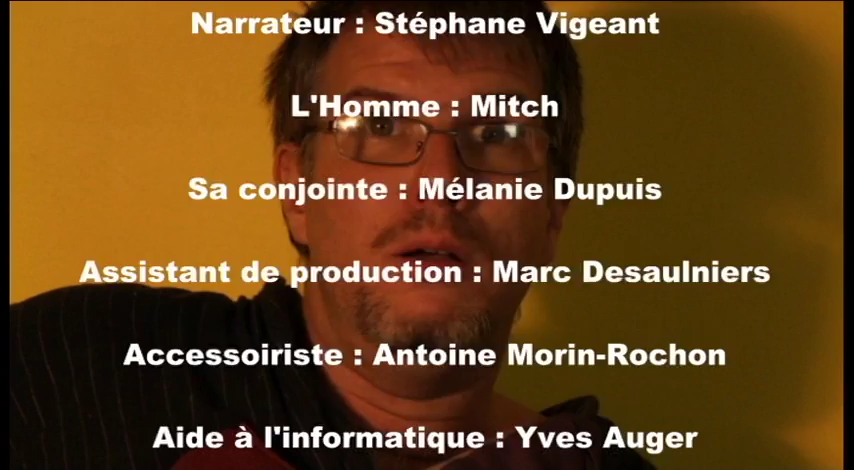 Narrateur : Stéphane Vigeant
L'Homme : Mitch
Sa conjointe : Mélanie Dupuis
Assistant de production : Marc Desaulniers
Accessoiriste : Antoine Morin-Rochon
Aide à l'informatique : Yves Auger